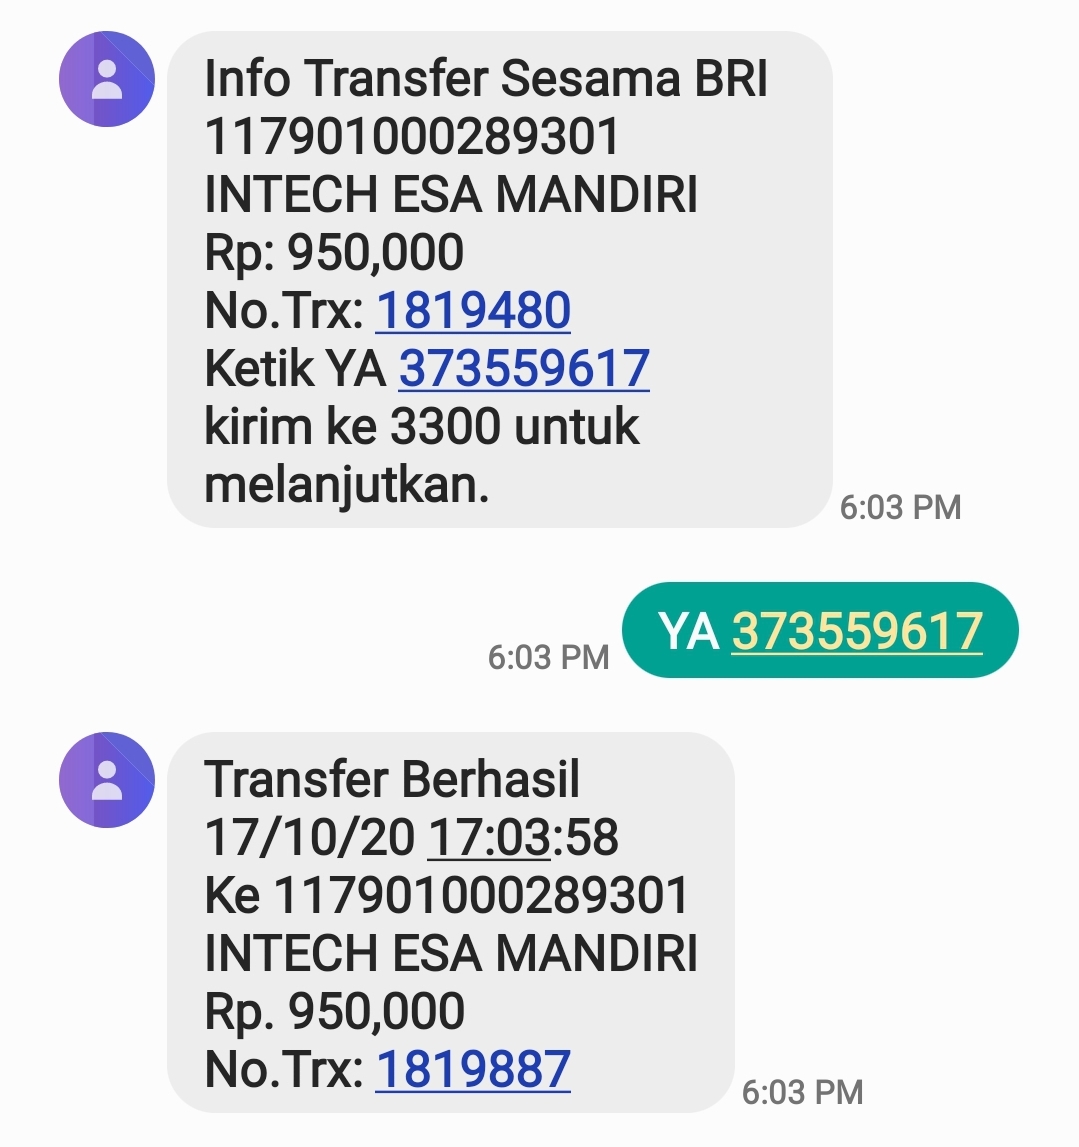 Info Transfer Sesama BRI
117901000289301
INTECH ESA MANDIRI
Rp: 950,000
No.Trx: 1819480
Ketik YA 373559617
kirim ke 3300 untuk
melanjutkan.
6:03 PM
YA 373559617
6:03 PM
Transfer Berhasil
17/10/20 17:03:58
Ke 117901000289301
INTECH ESA MANDIRI
Rp. 950,000
No.Trx: 1819887
6:03 PM